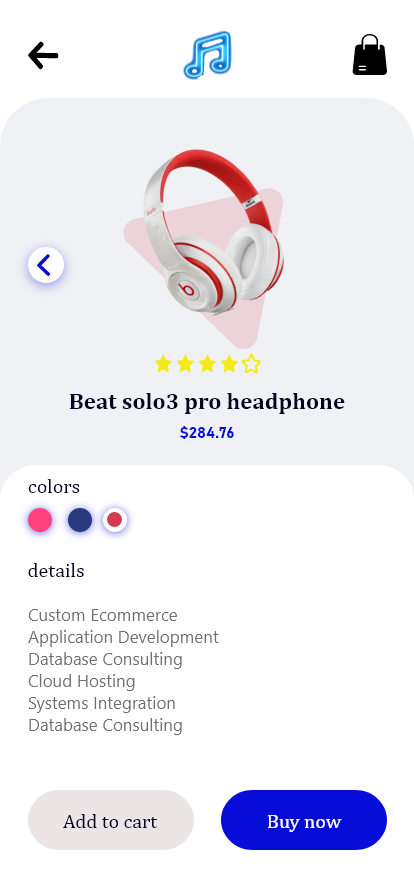 Beat solo3 pro headphone
$284.76
colors
details
Custom Ecommerce
Application Development
Database Consulting
Cloud Hosting
Systems Integration
Database Consulting
Add to cart
Buy now